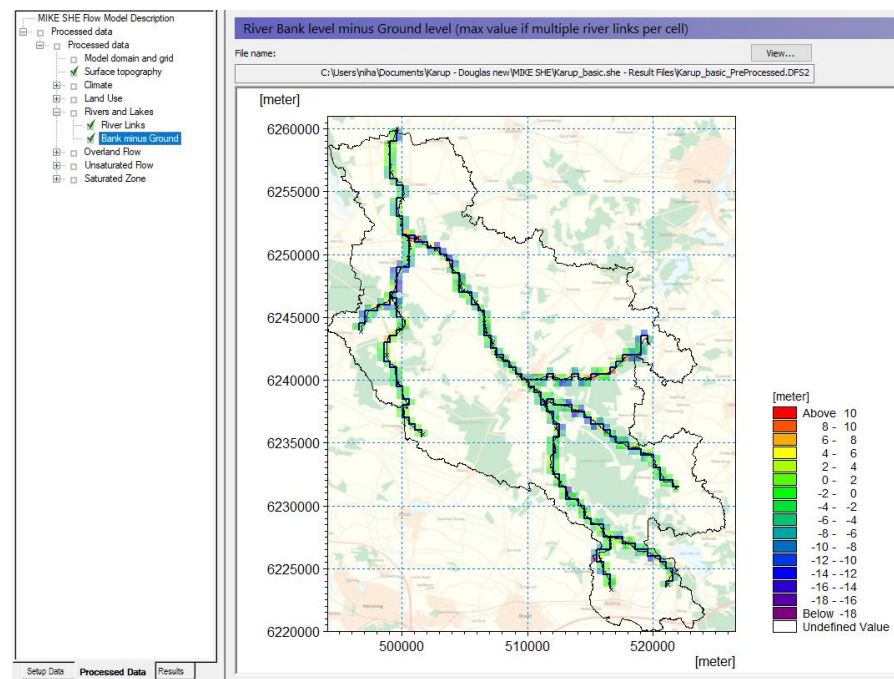 MIKE SHE Flow Model Description
Processed data
Processed data
Model domain and grid
Surface topography
Climate
Land Use
Rivers and Lakes
River Links
Bank minus Ground
Overland Flow
Unsaturated Flow
Saturated Zone
Setup Data
Processed Data
Results
River Bank level minus Ground level (max value if multiple river links per cell)
File name:
View...
C:\Users\niha\Documents\Karup - Douglas new\MIKE SHE\Karup_basic.she - Result Files\Karup_basic_PreProcessed.DFS2
[meter]
6260000
6255000
6250000
6245000
6240000
6235000
6230000
6225000
6220000
500000
510000
520000
[meter]
[meter]
Above 10
8 - 10
6 - 8
4 - 6
2 - 4
0 - 2
-2 - 0
-4 - -2
-6 - -4
-8 - -6
-10 - -8
-12 - -10
-14 - -12
-16 - -14
-18 - -16
Below -18
Undefined Value